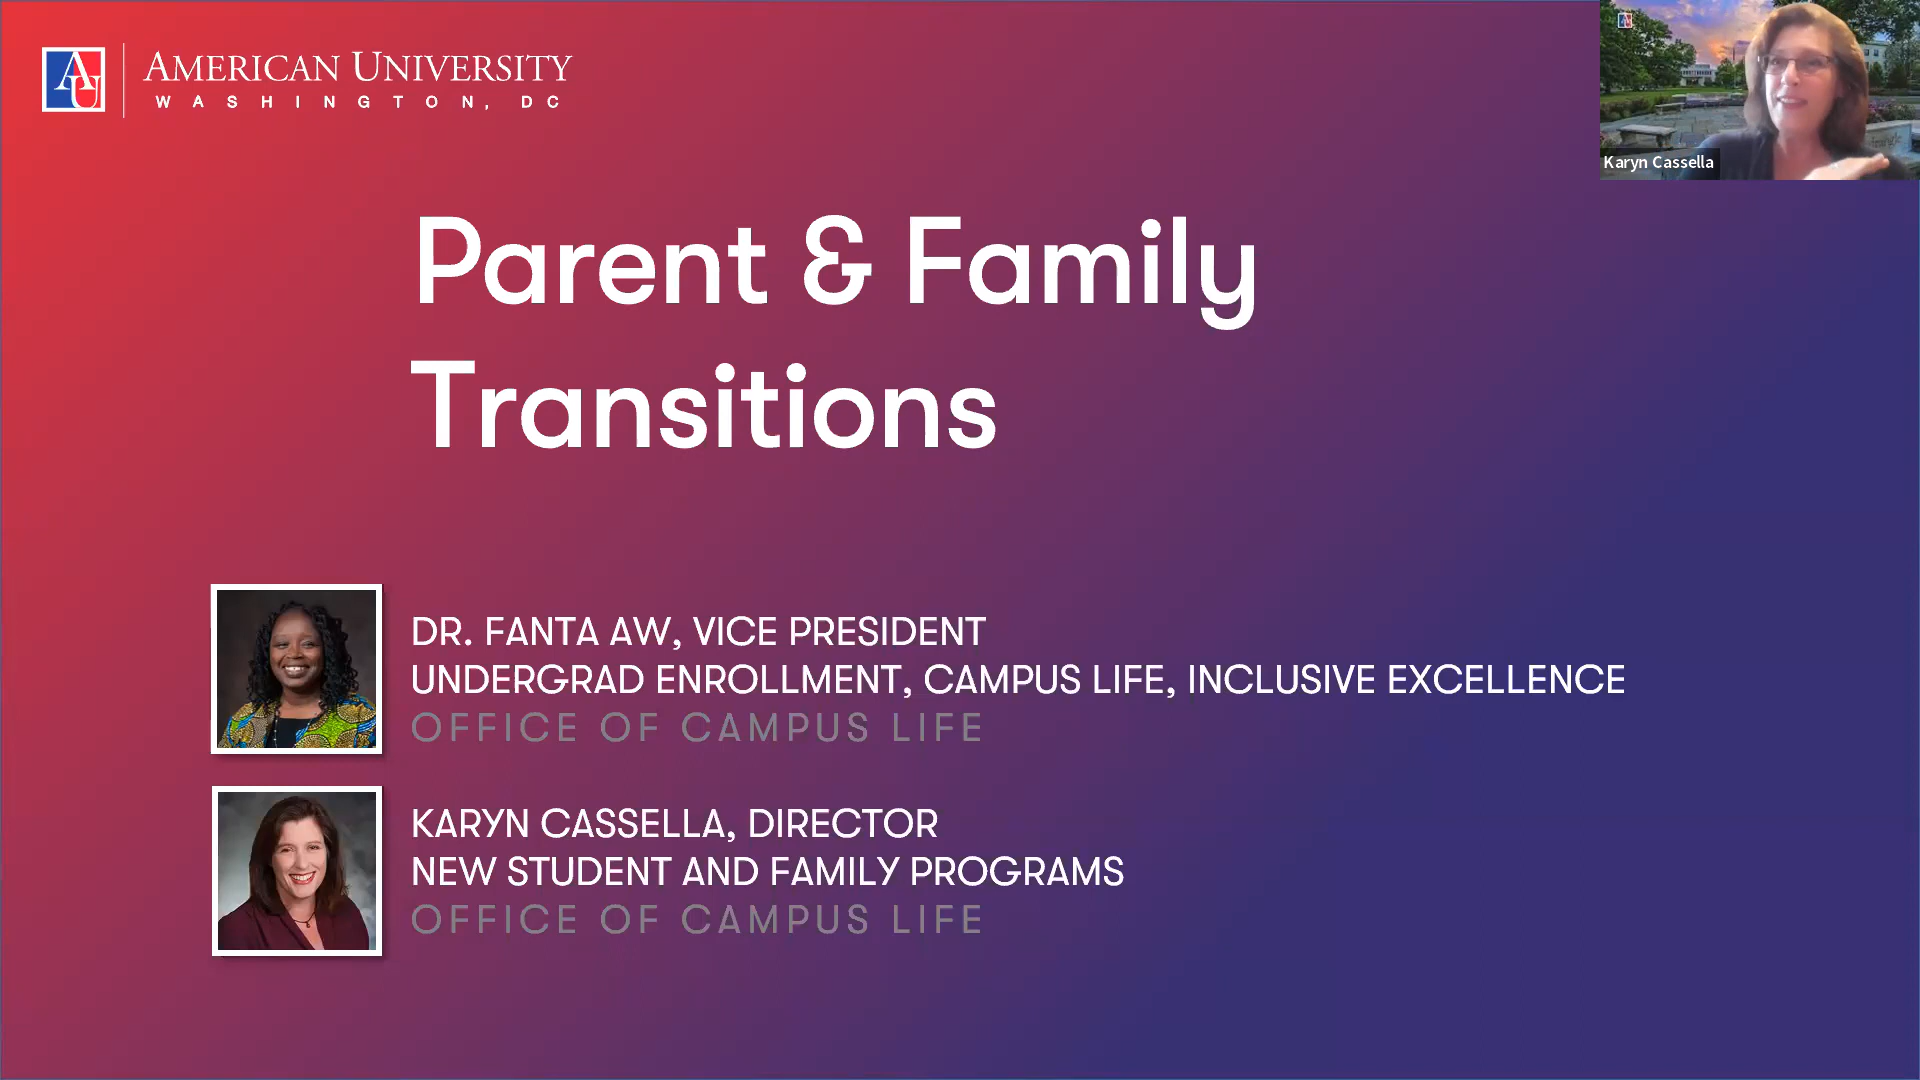 AU
AMERICAN UNIVERSITY
WASHINGTON, DC
Karyn Cassella
Parent & Family
Transitions
DR. FANTA AW, VICE PRESIDENT
UNDERGRAD ENROLLMENT, CAMPUS LIFE, INCLUSIVE EXCELLENCE
OFFICE OF CAMPUS LIFE
KARYN CASSELLA, DIRECTOR
NEW STUDENT AND FAMILY PROGRAMS
OFFICE OF CAMPUS LIFE